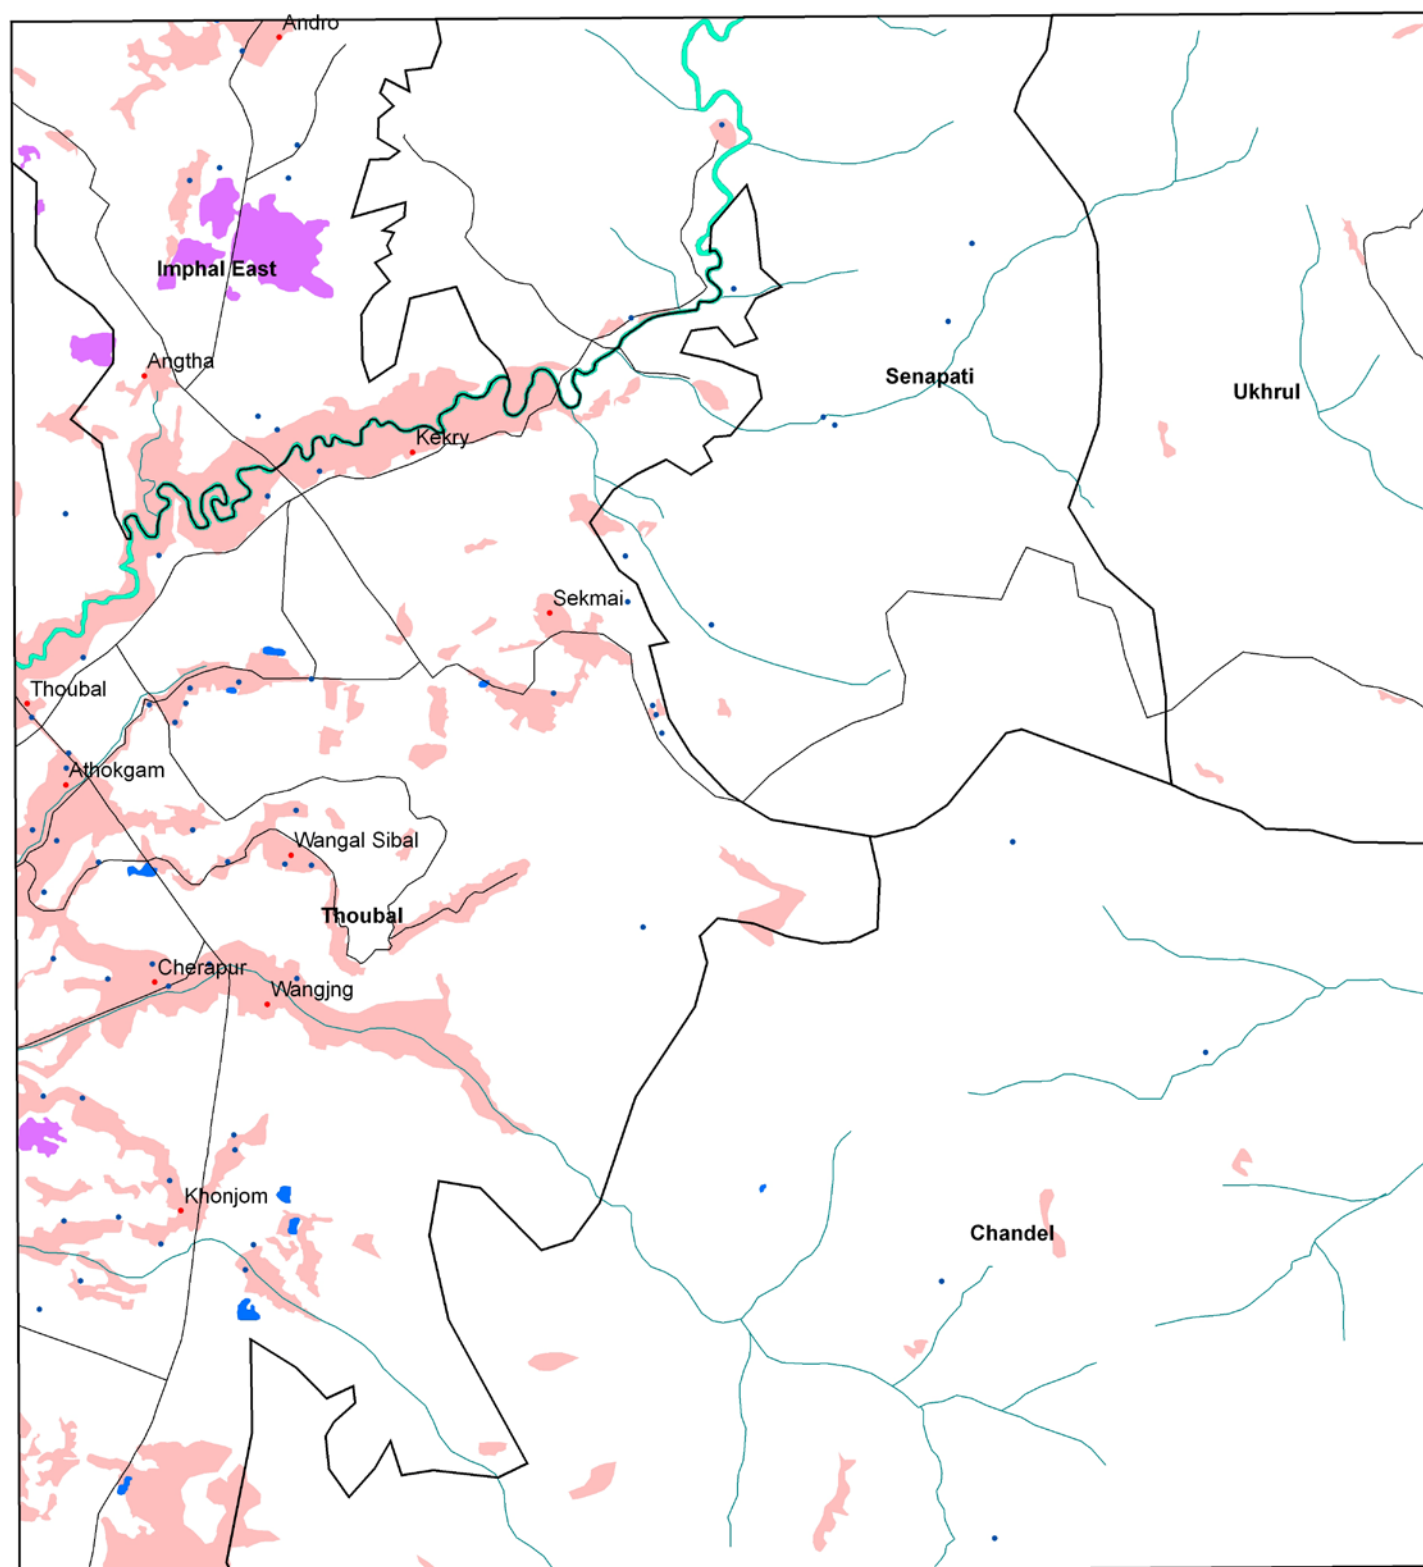 Andro
Imphal East
Angtha
Senapati
Ukhrul
Kekry
Sekmai
Thoubal
Athokgam
Wangal Sibal
Thoubal
Cherapur
Wangjng
Khonjom
Chandel